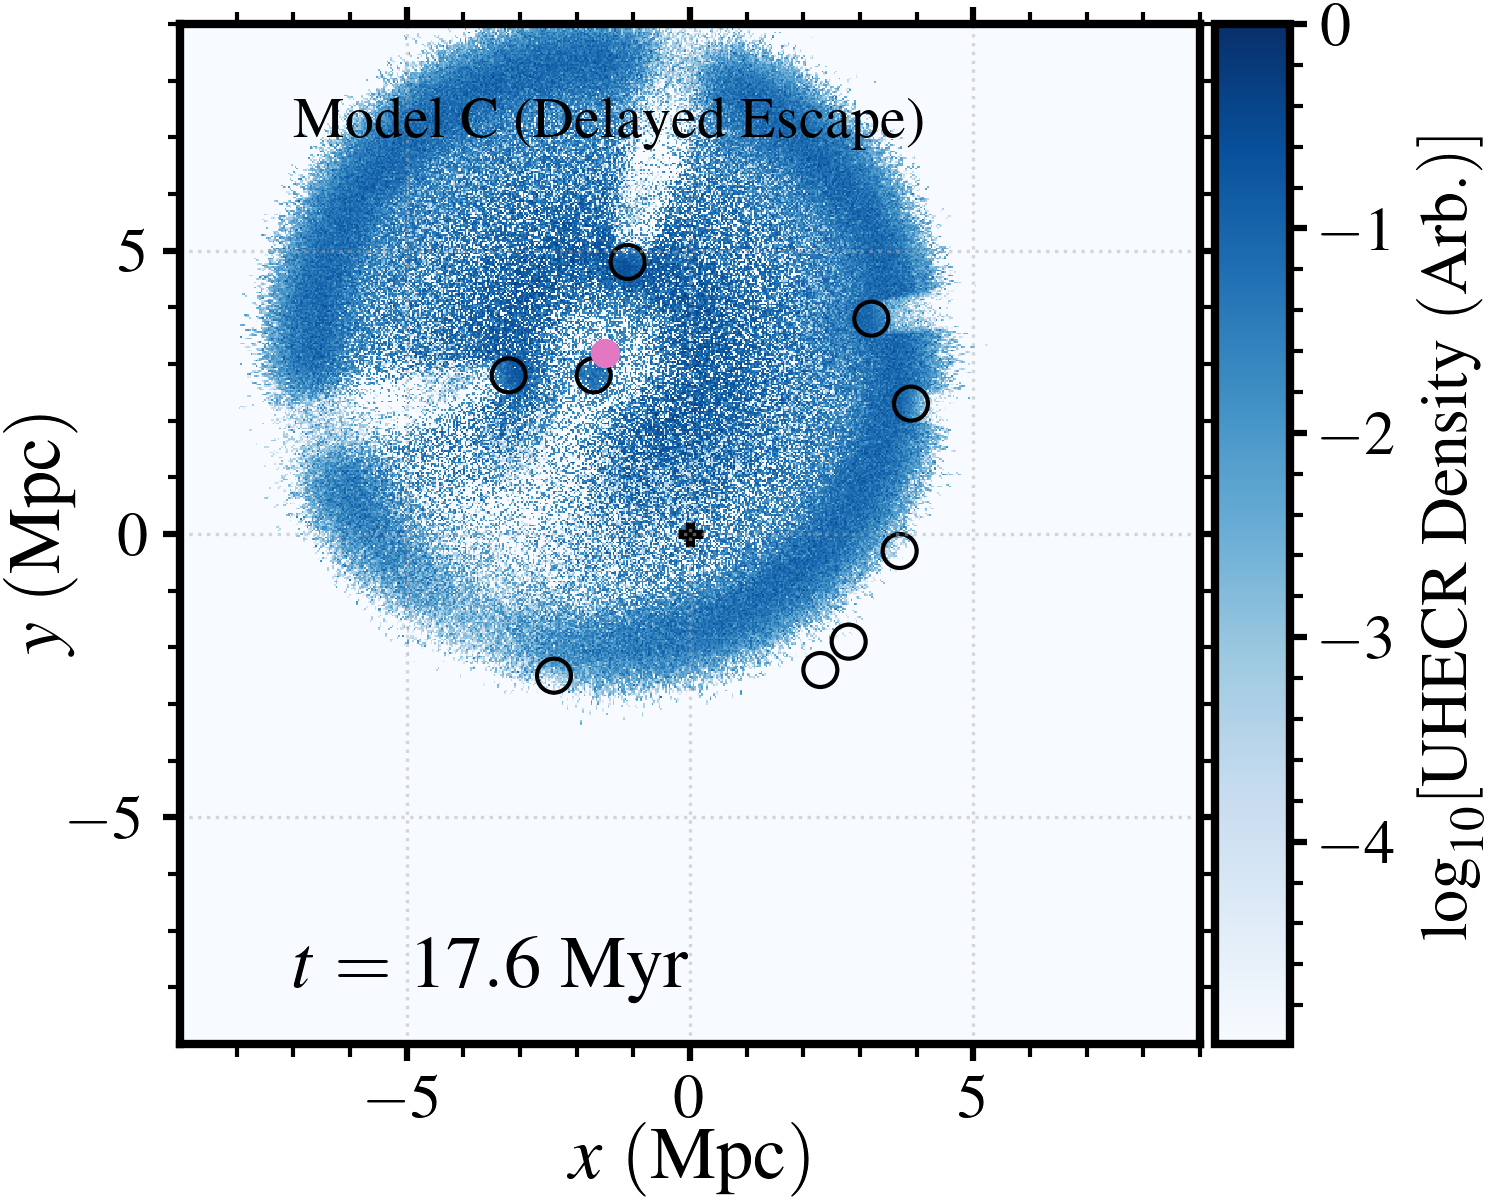 Model C (Delayed Escape)
5
0
−5
y (Mpc)
t = 17.6 Myr
−5
0
5
x (Mpc)
0
−1
−2
−3
−4
log₁₀[UHECR Density (Arb.)]